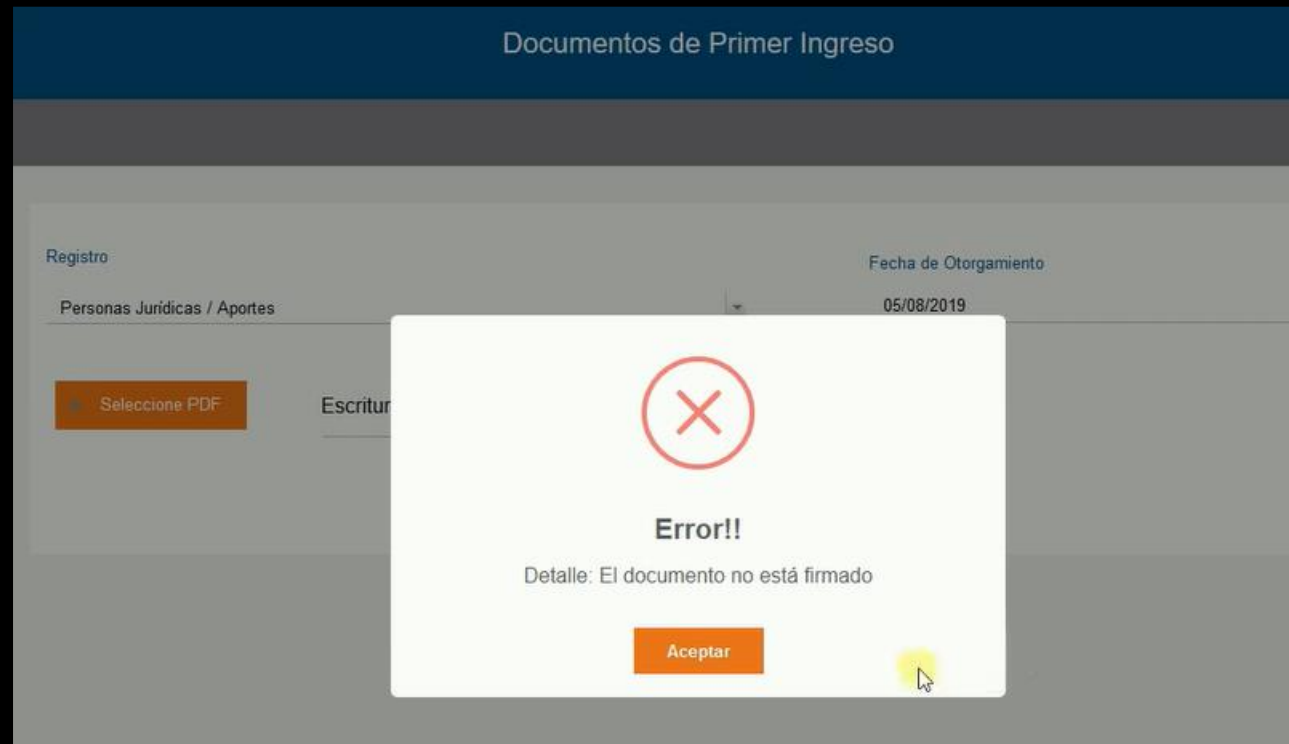 Documentos de Primer Ingreso
Registro
Fecha de Otorgamiento
Personas Jurídicas / Aportes
05/08/2019
Seleccione PDF
Error!!
Detalle: El documento no está firmado
Aceptar